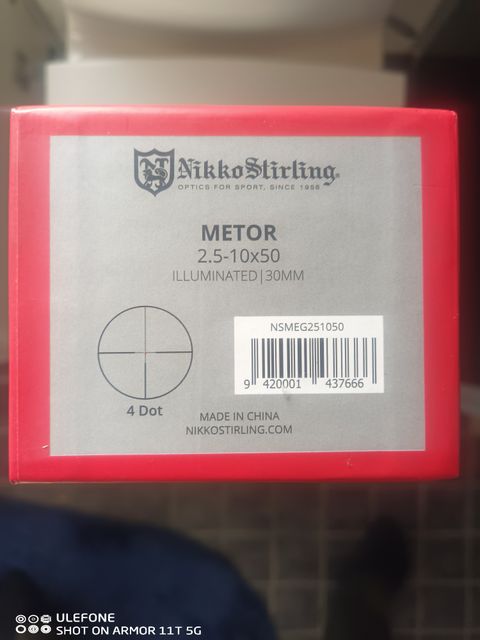 NikkoStirling®
OPTICS FOR SPORT, SINCE 1956
METOR
2.5-10x50
ILLUMINATED|30MM
NSMEG251050
9 420001 437666
4 Dot
MADE IN CHINA
NIKKOSTIRLING.COM
ULEFONE
SHOT ON ARMOR 11T 5G